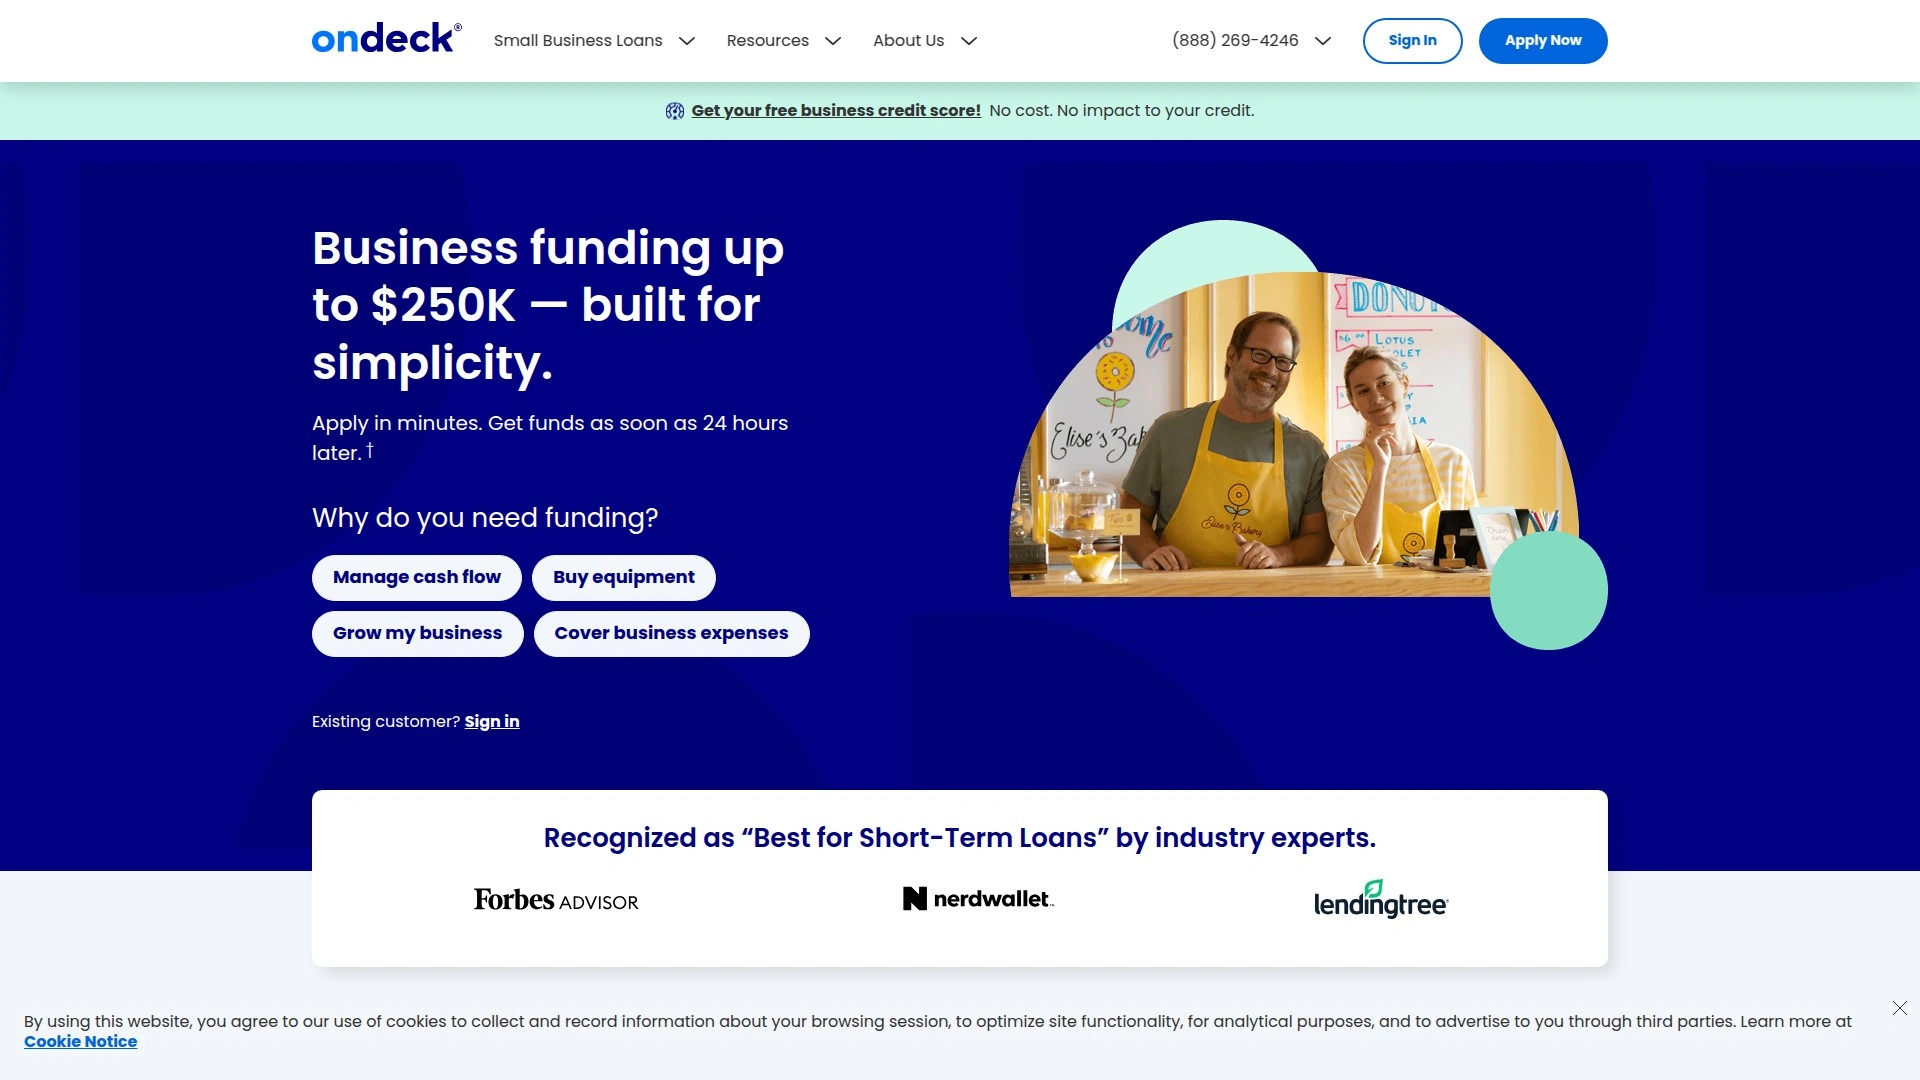 ondeck®
Small Business Loans
Resources
About Us
(888) 269-4246
Sign In
Apply Now
Get your free business credit score! No cost. No impact to your credit.
Business funding up
to $250K — built for
simplicity.
Apply in minutes. Get funds as soon as 24 hours
later. †
Why do you need funding?
Manage cash flow
Buy equipment
Grow my business
Cover business expenses
Existing customer? Sign in
Elise's
Elise's Bakery
LOTUS
Recognized as “Best for Short-Term Loans” by industry experts.
Forbes ADVISOR
nerdwallet
lendingtree
By using this website, you agree to our use of cookies to collect and record information about your browsing session, to optimize site functionality, for analytical purposes, and to advertise to you through third parties. Learn more at
Cookie Notice